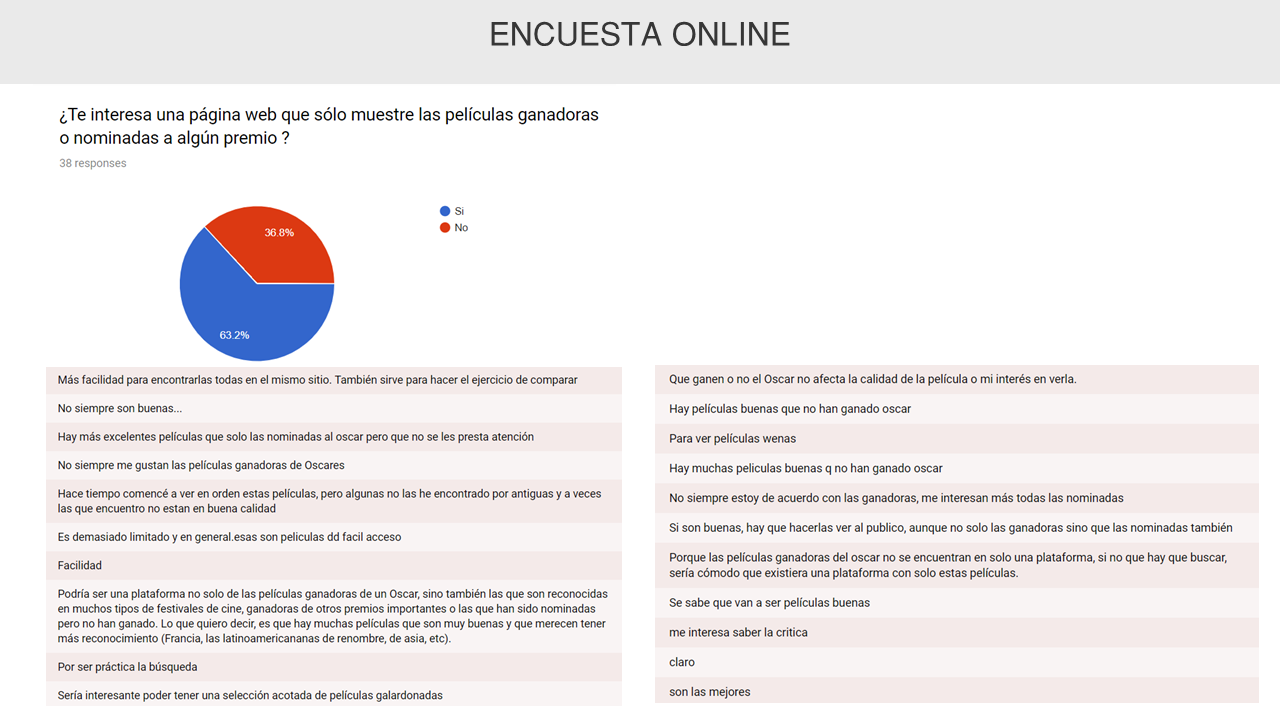 ENCUESTA ONLINE
¿Te interesa una página web que sólo muestre las películas ganadoras
o nominadas a algún premio ?
38 responses
Si
No
36.8%
63.2%
Más facilidad para encontrarlas todas en el mismo sitio. También sirve para hacer el ejercicio de comparar
No siempre son buenas...
Hay más excelentes películas que solo las nominadas al oscar pero que no se les presta atención
No siempre me gustan las películas ganadoras de Oscares
Hace tiempo comencé a ver en orden estas películas, pero algunas no las he encontrado por antiguas y a veces
las que encuentro no estan en buena calidad
Es demasiado limitado y en general.esas son peliculas dd facil acceso
Facilidad
Podría ser una plataforma no solo de las películas ganadoras de un Oscar, sino también las que son reconocidas
en muchos tipos de festivales de cine, ganadoras de otros premios importantes o las que han sido nominadas
pero no han ganado. Lo que quiero decir, es que hay muchas películas que son muy buenas y que merecen tener
más reconocimiento (Francia, las latinoamericananas de renombre, de asia, etc).
Por ser práctica la búsqueda
Sería interesante poder tener una selección acotada de películas galardonadas
Que ganen o no el Oscar no afecta la calidad de la película o mi interés en verla.
Hay películas buenas que no han ganado oscar
Para ver películas wenas
Hay muchas peliculas buenas q no han ganado oscar
No siempre estoy de acuerdo con las ganadoras, me interesan más todas las nominadas
Si son buenas, hay que hacerlas ver al publico, aunque no solo las ganadoras sino que las nominadas también
Porque las películas ganadoras del oscar no se encuentran en solo una plataforma, si no que hay que buscar,
sería cómodo que existiera una plataforma con solo estas películas.
Se sabe que van a ser películas buenas
me interesa saber la critica
claro
son las mejores